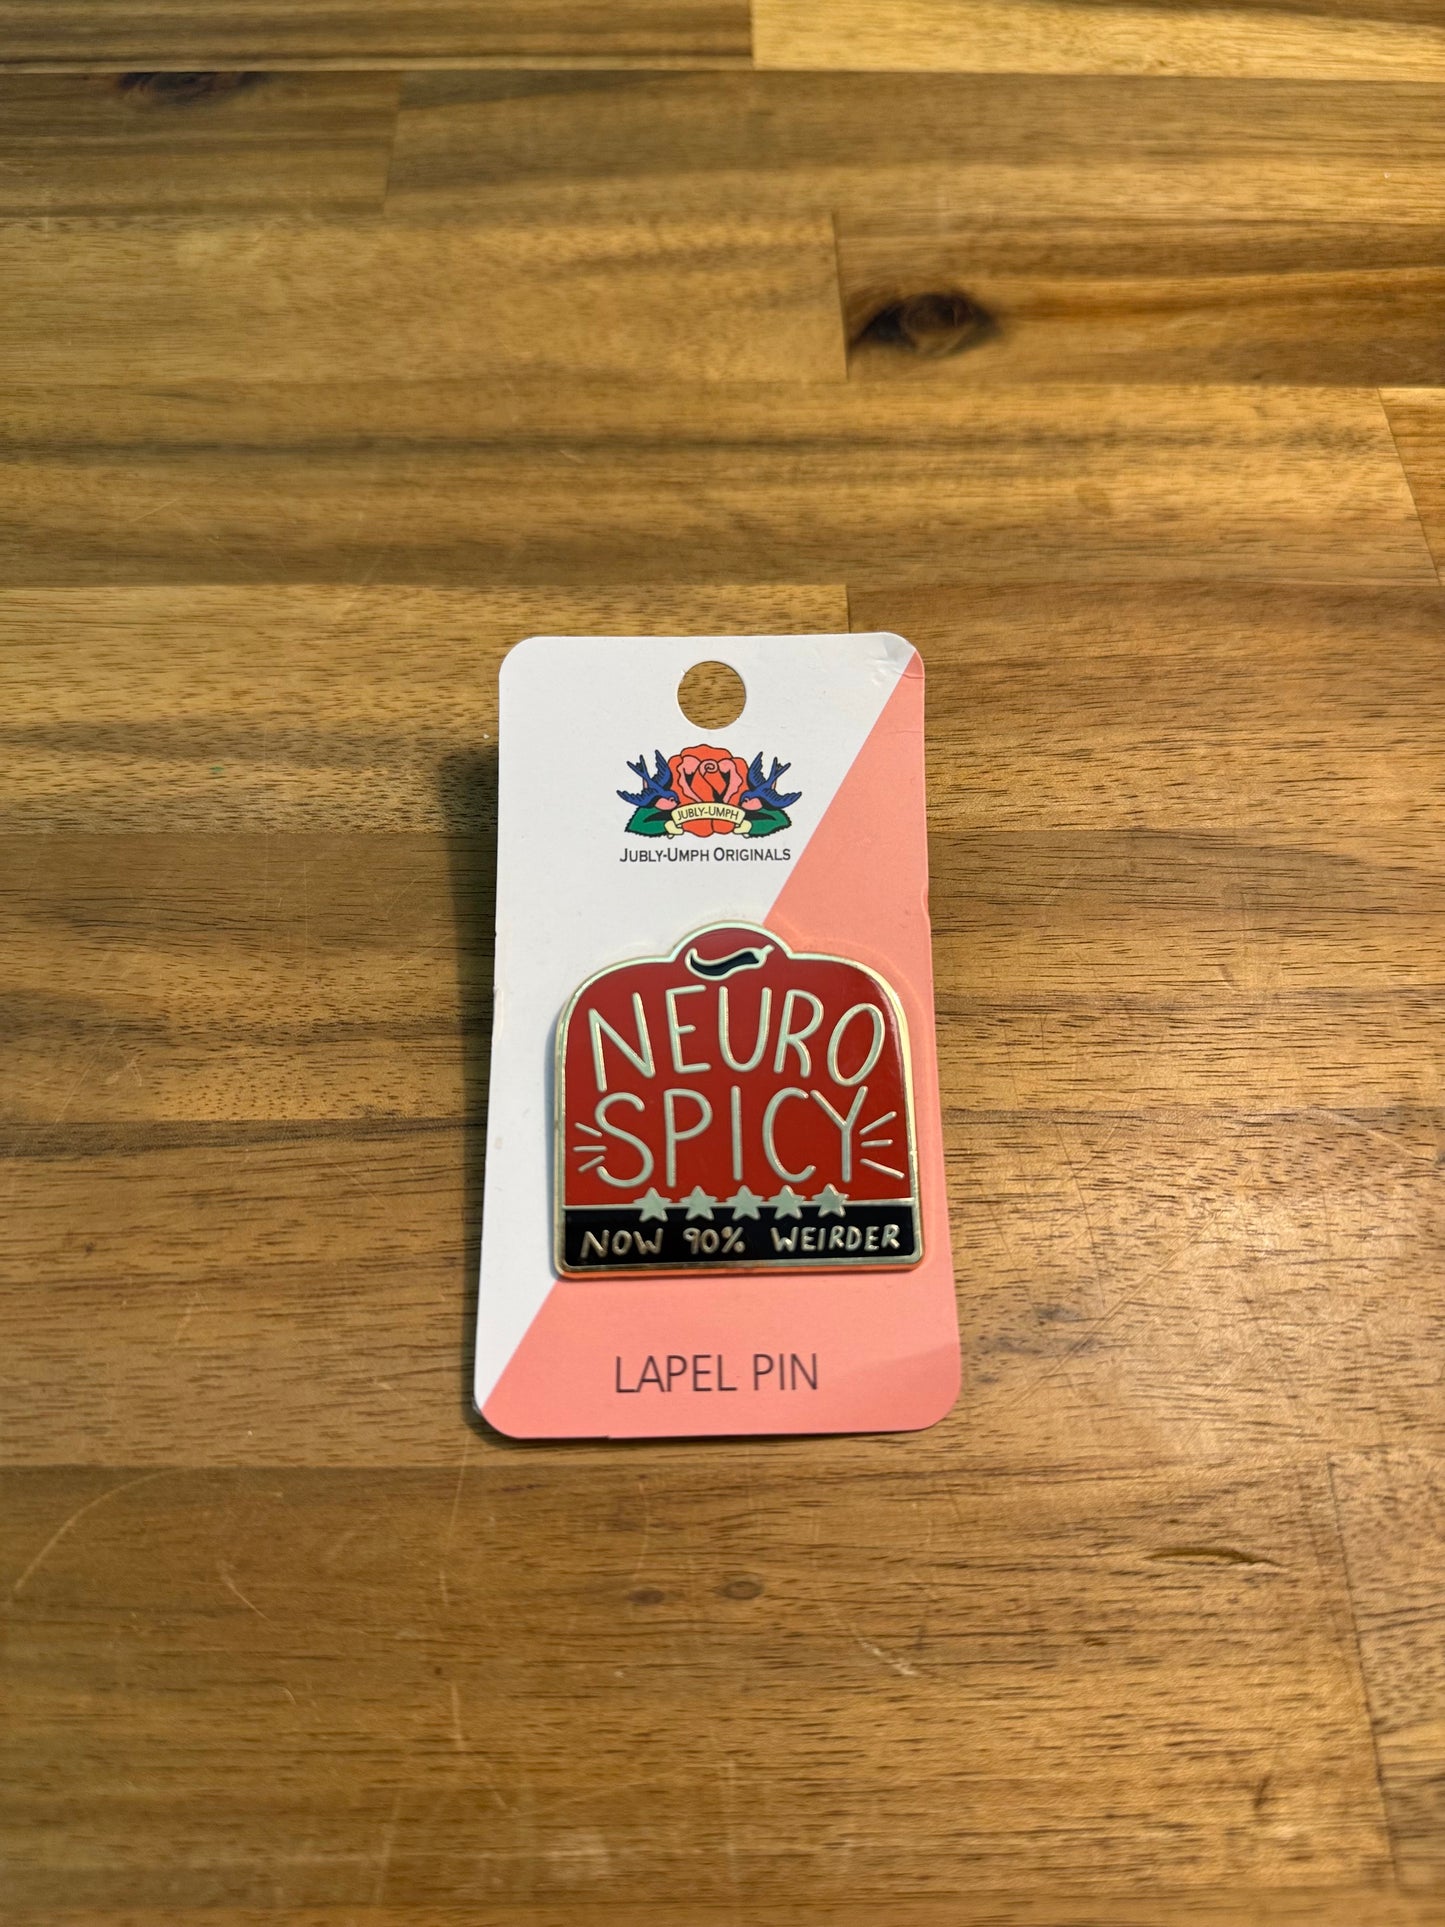 JUBLY-UMPH
JUBLY-UMPH ORIGINALS
NEURO
SPICY
NOW 90% WEIRDER
LAPEL PIN